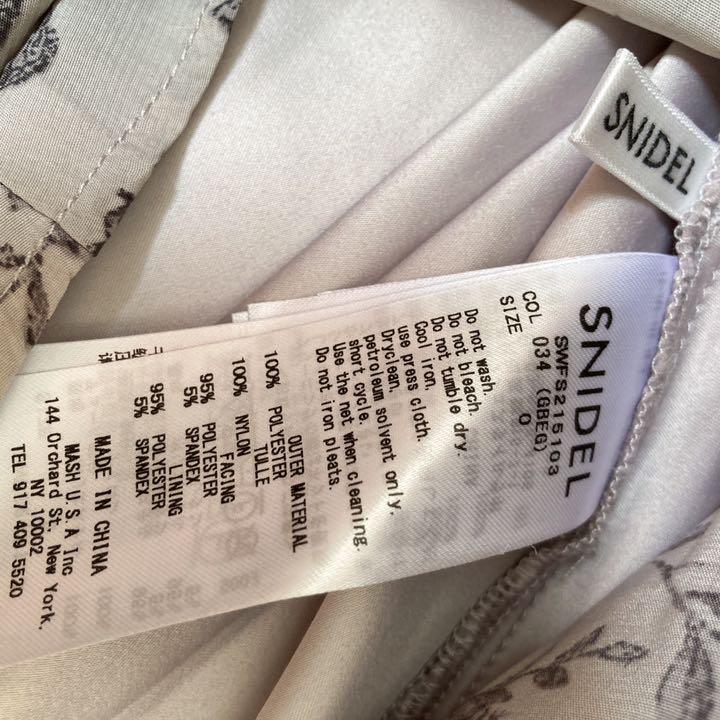 SNIDEL
SNIDEL
SWFS215103
COL 034 (GBEG)
SIZE 0
Do not wash.
Do not bleach.
Do not tumble dry.
Cool iron.
use press cloth.
Dryclean.
petroleum solvent only.
short cycle.
Use the net when cleaning.
Do not iron pleats.
OUTER MATERIAL
100% POLYESTER
TULLE
100% NYLON
FACING
95% POLYESTER
5% SPANDEX
LINING
95% POLYESTER
5% SPANDEX
MADE IN CHINA
MASH U.S.A Inc
144 Orchard St, New York,
NY 10002
TEL 917 409 5520